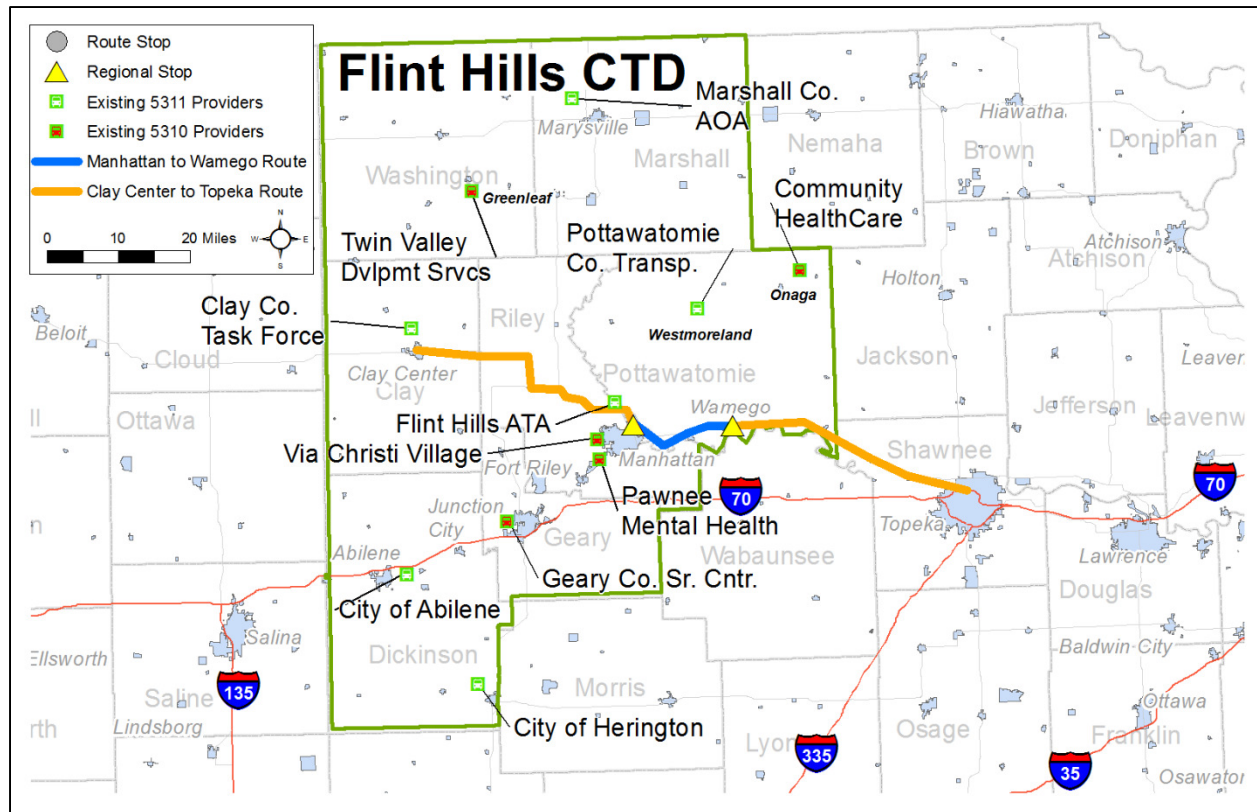 Route Stop
Regional Stop
Existing 5311 Providers
Existing 5310 Providers
Manhattan to Wamego Route
Clay Center to Topeka Route
N
W
E
S
0
10
20 Miles
Flint Hills CTD
Marshall Co.
AOA
Marysville
Marshall
Nemaha
Hiawatha
Brown
Doniphan
Washington
Greenleaf
Community
HealthCare
Twin Valley
Dvlpmt Srvcs
Pottawatomie
Co. Transp.
Atchison
Atchison
Onaga
Holton
Clay Co.
Task Force
Riley
Westmoreland
Beloit
Cloud
Jackson
Leaven
Clay Center
Clay
Pottawatomie
Jefferson
Ottawa
Wamego
Leavenw
ll
Flint Hills ATA
Via Christi Village
Shawnee
Fort Riley
Manhattan
70
70
Pawnee
Mental Health
Junction
City
Geary
Topeka
Wabaunsee
Lawrence
Abilene
Geary Co. Sr. Cntr.
Douglas
City of Abilene
Salina
Baldwin City
Ellsworth
Dickinson
135
Saline
Morris
Ottawa
Lindsborg
City of Herington
Osage
Franklin
rth
Lyon
335
35
Osawaton